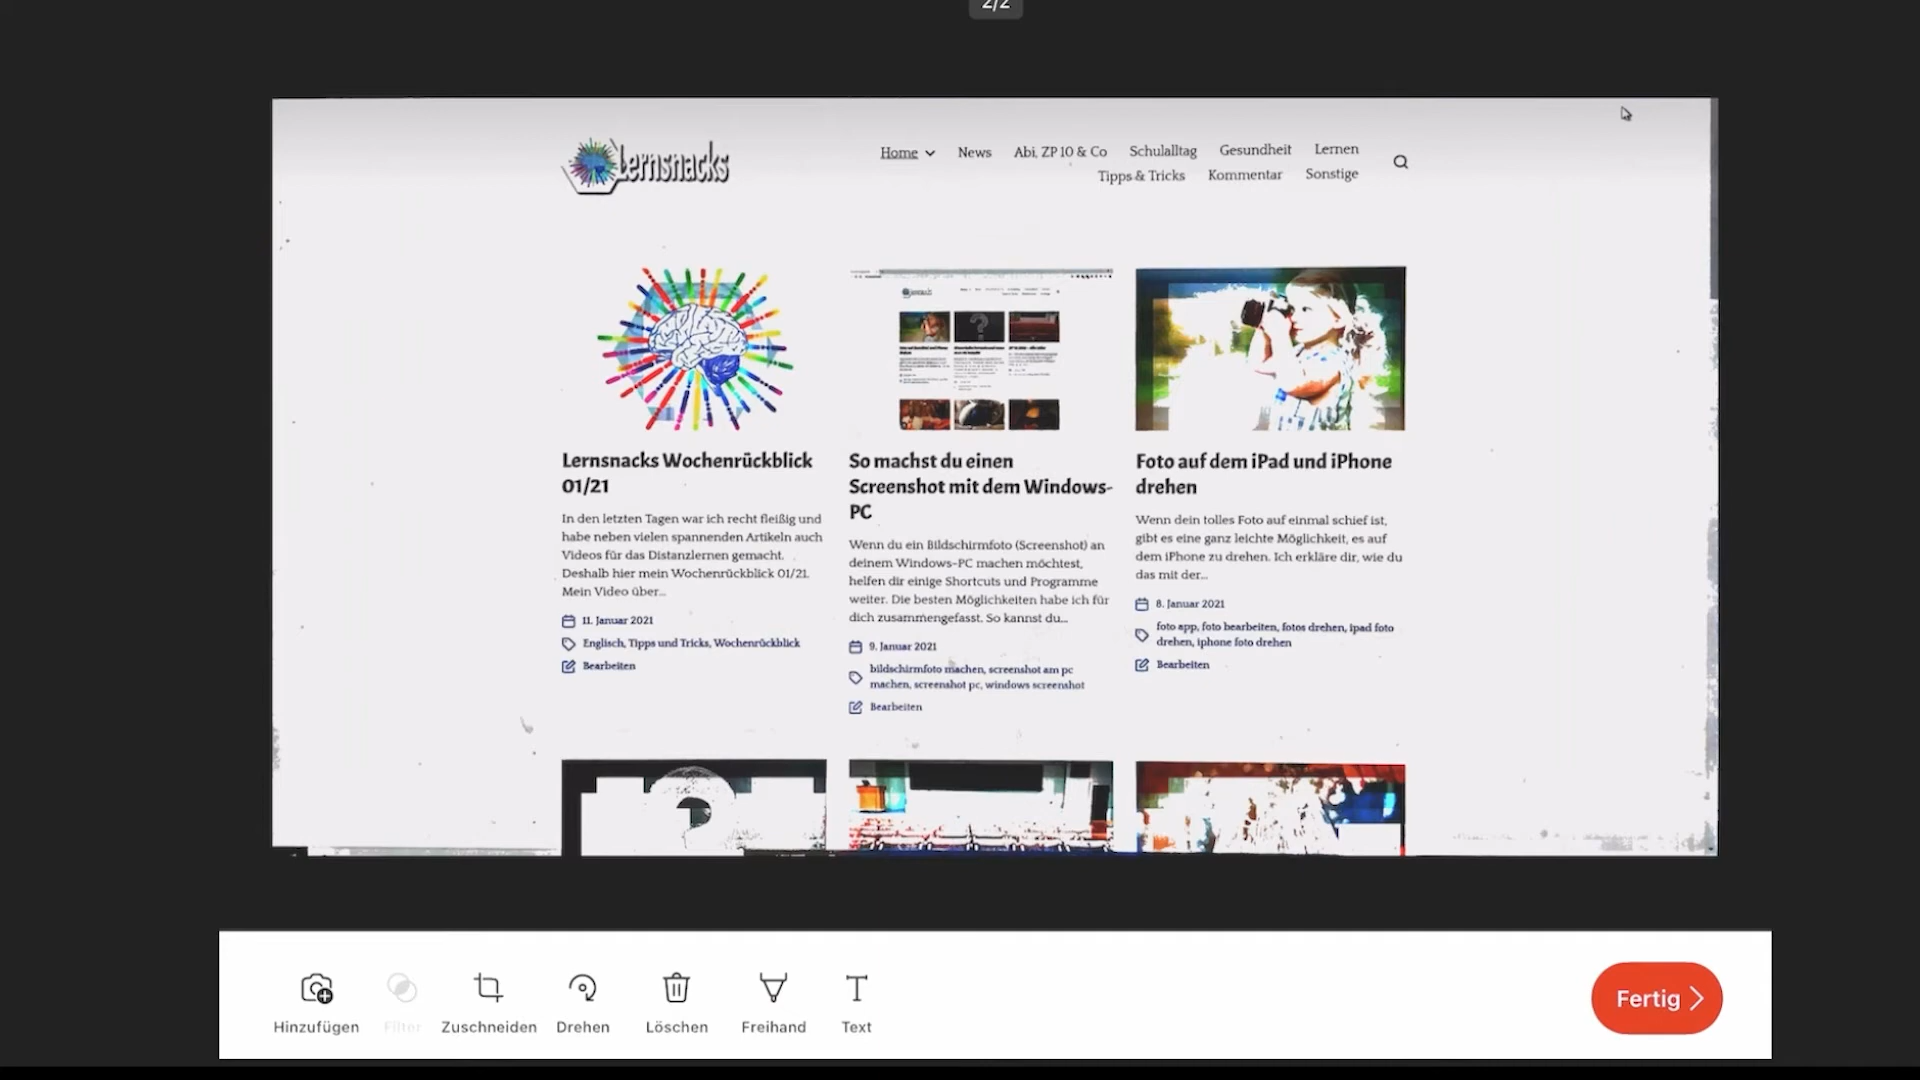 2/2
Lernsnacks
Home News Abi, ZP 10 & Co Schulalltag Gesundheit Lernen
Tipps & Tricks Kommentar Sonstige
Lernsnacks Wochenrückblick
01/21
In den letzten Tagen war ich recht fleißig und
habe neben vielen spannenden Artikeln auch
Videos für das Distanzlernen gemacht.
Deshalb hier mein Wochenrückblick 01/21.
Mein Video über...
11. Januar 2021
Englisch, Tipps und Tricks, Wochenrückblick
Bearbeiten
So machst du einen
Screenshot mit dem Windows-
PC
Wenn du ein Bildschirmfoto (Screenshot) an
deinem Windows-PC machen möchtest,
helfen dir einige Shortcuts und Programme
weiter. Die besten Möglichkeiten habe ich für
dich zusammengefasst. So kannst du...
9. Januar 2021
bildschirmfoto machen, screenshot am pc
machen, screenshot pc, windows screenshot
Bearbeiten
Foto auf dem iPad und iPhone
drehen
Wenn dein tolles Foto auf einmal schief ist,
gibt es eine ganz leichte Möglichkeit, es auf
dem iPhone zu drehen. Ich erkläre dir, wie du
das mit der...
8. Januar 2021
foto app, foto bearbeiten, fotos drehen, ipad foto
drehen, iphone foto drehen
Bearbeiten
Hinzufügen Filter Zuschneiden Drehen Löschen Freihand Text
Fertig